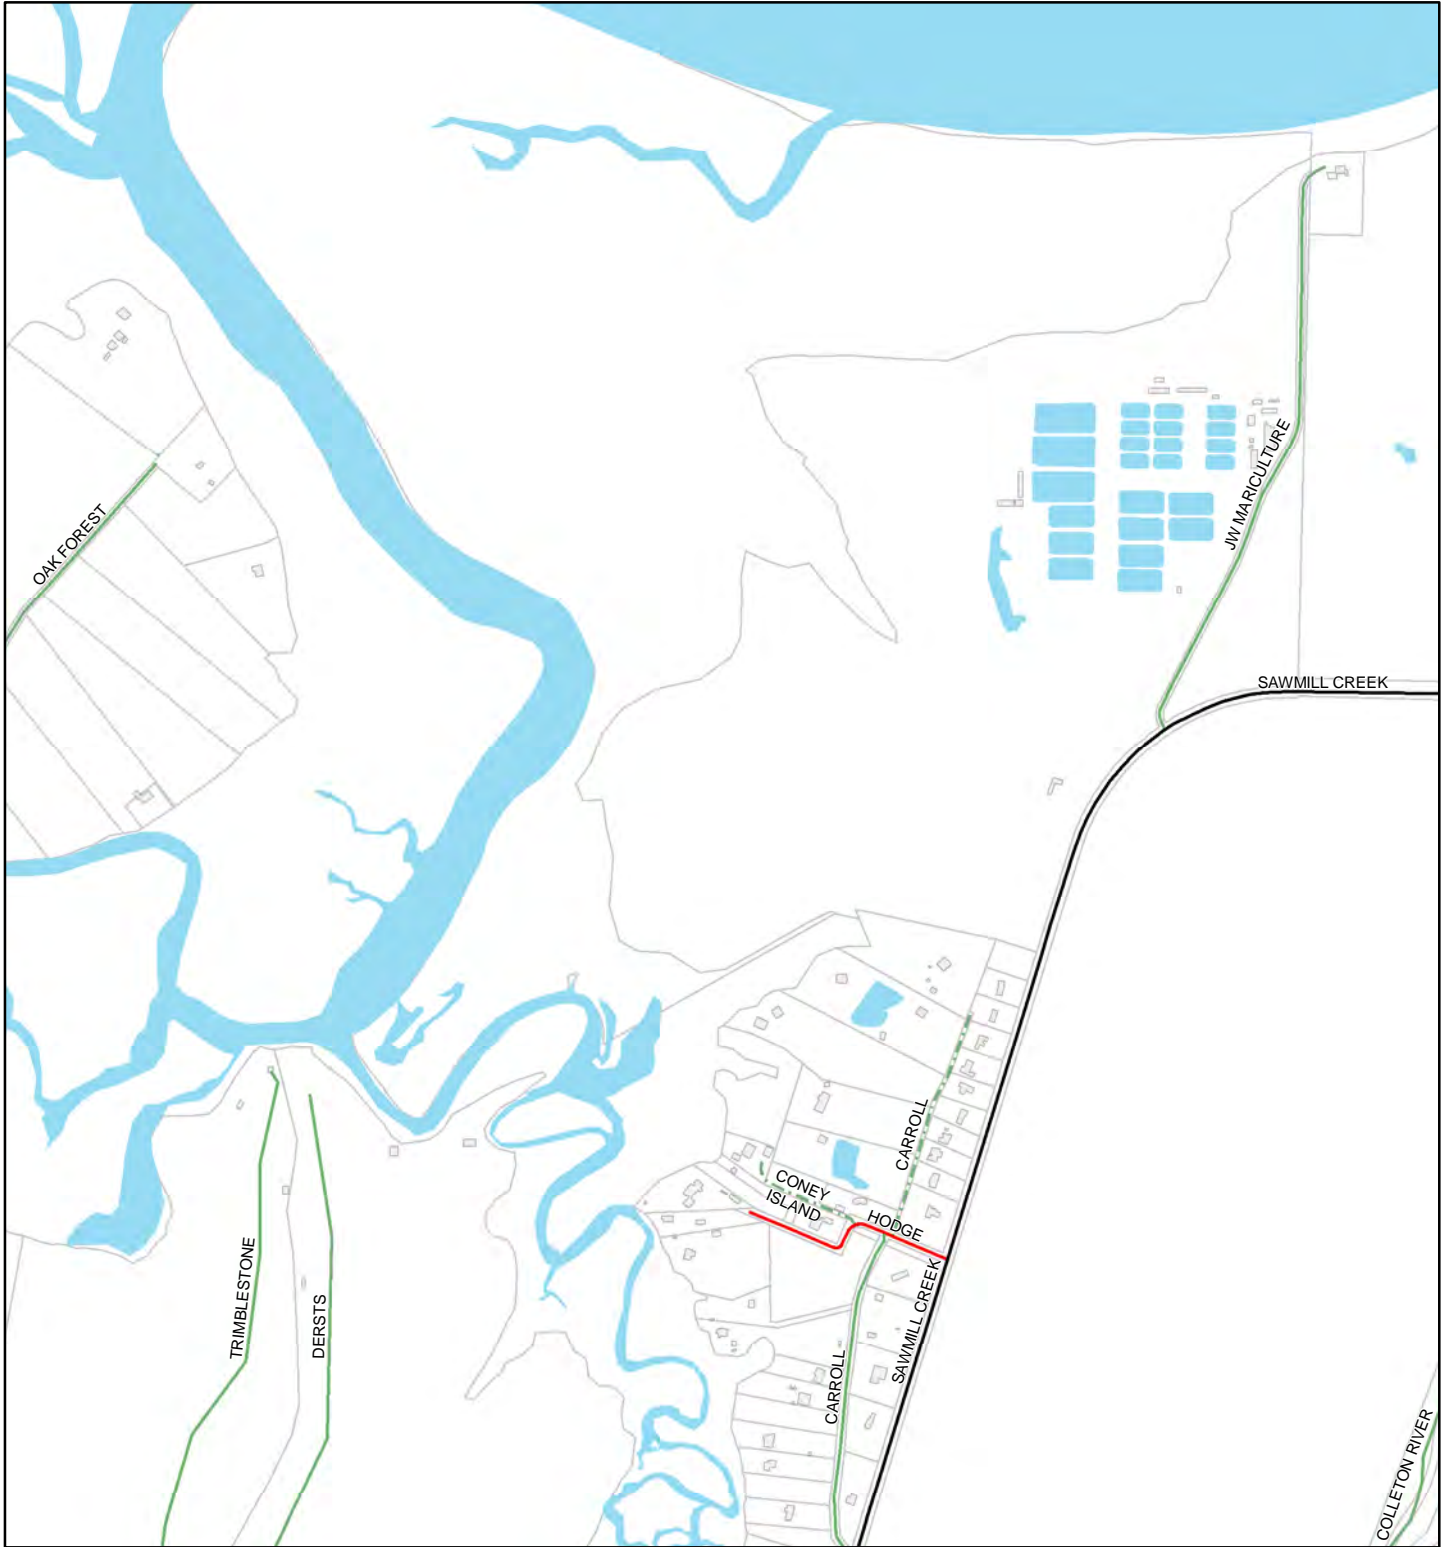 JW MARICULTURE
OAK FOREST
SAWMILL CREEK
CARROLL
CONEY
ISLAND
HODGE
TRIMBLESTONE
DERSTS
SAWMILL CREEK
CARROLL
COLLETON RIVER